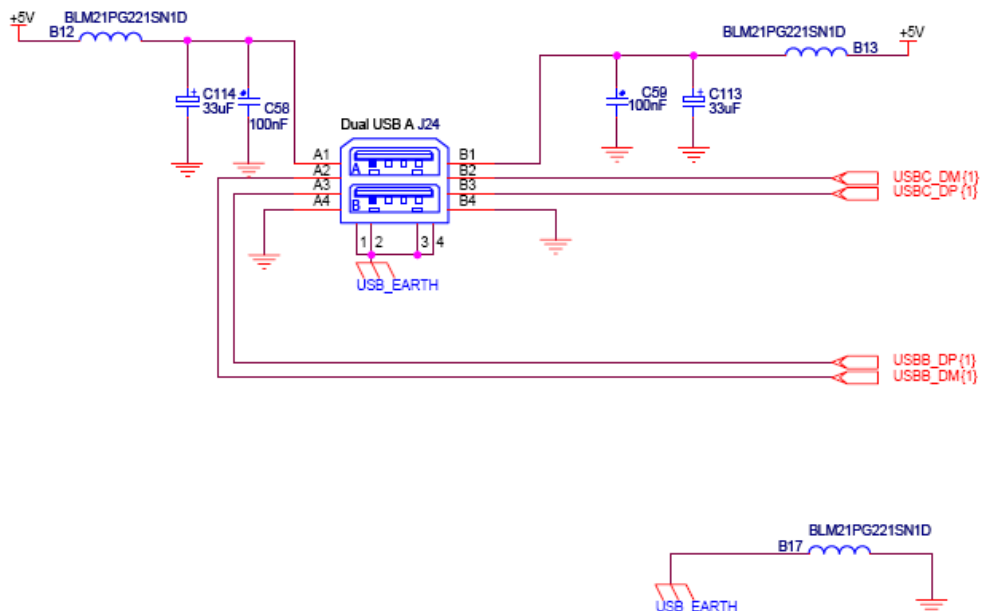 +5V
BLM21PG221SN1D
B12
BLM21PG221SN1D
+5V
B13
C114
33uF
C58
100nF
C59
100nF
C113
33uF
Dual USB A J24
A1
A2
A3
A4
A
B
B1
B2
B3
B4
USBC_DM{1}
USBC_DP{1}
1
2
3
4
USB_EARTH
USBB_DP{1}
USBB_DM{1}
BLM21PG221SN1D
B17
USB_EARTH